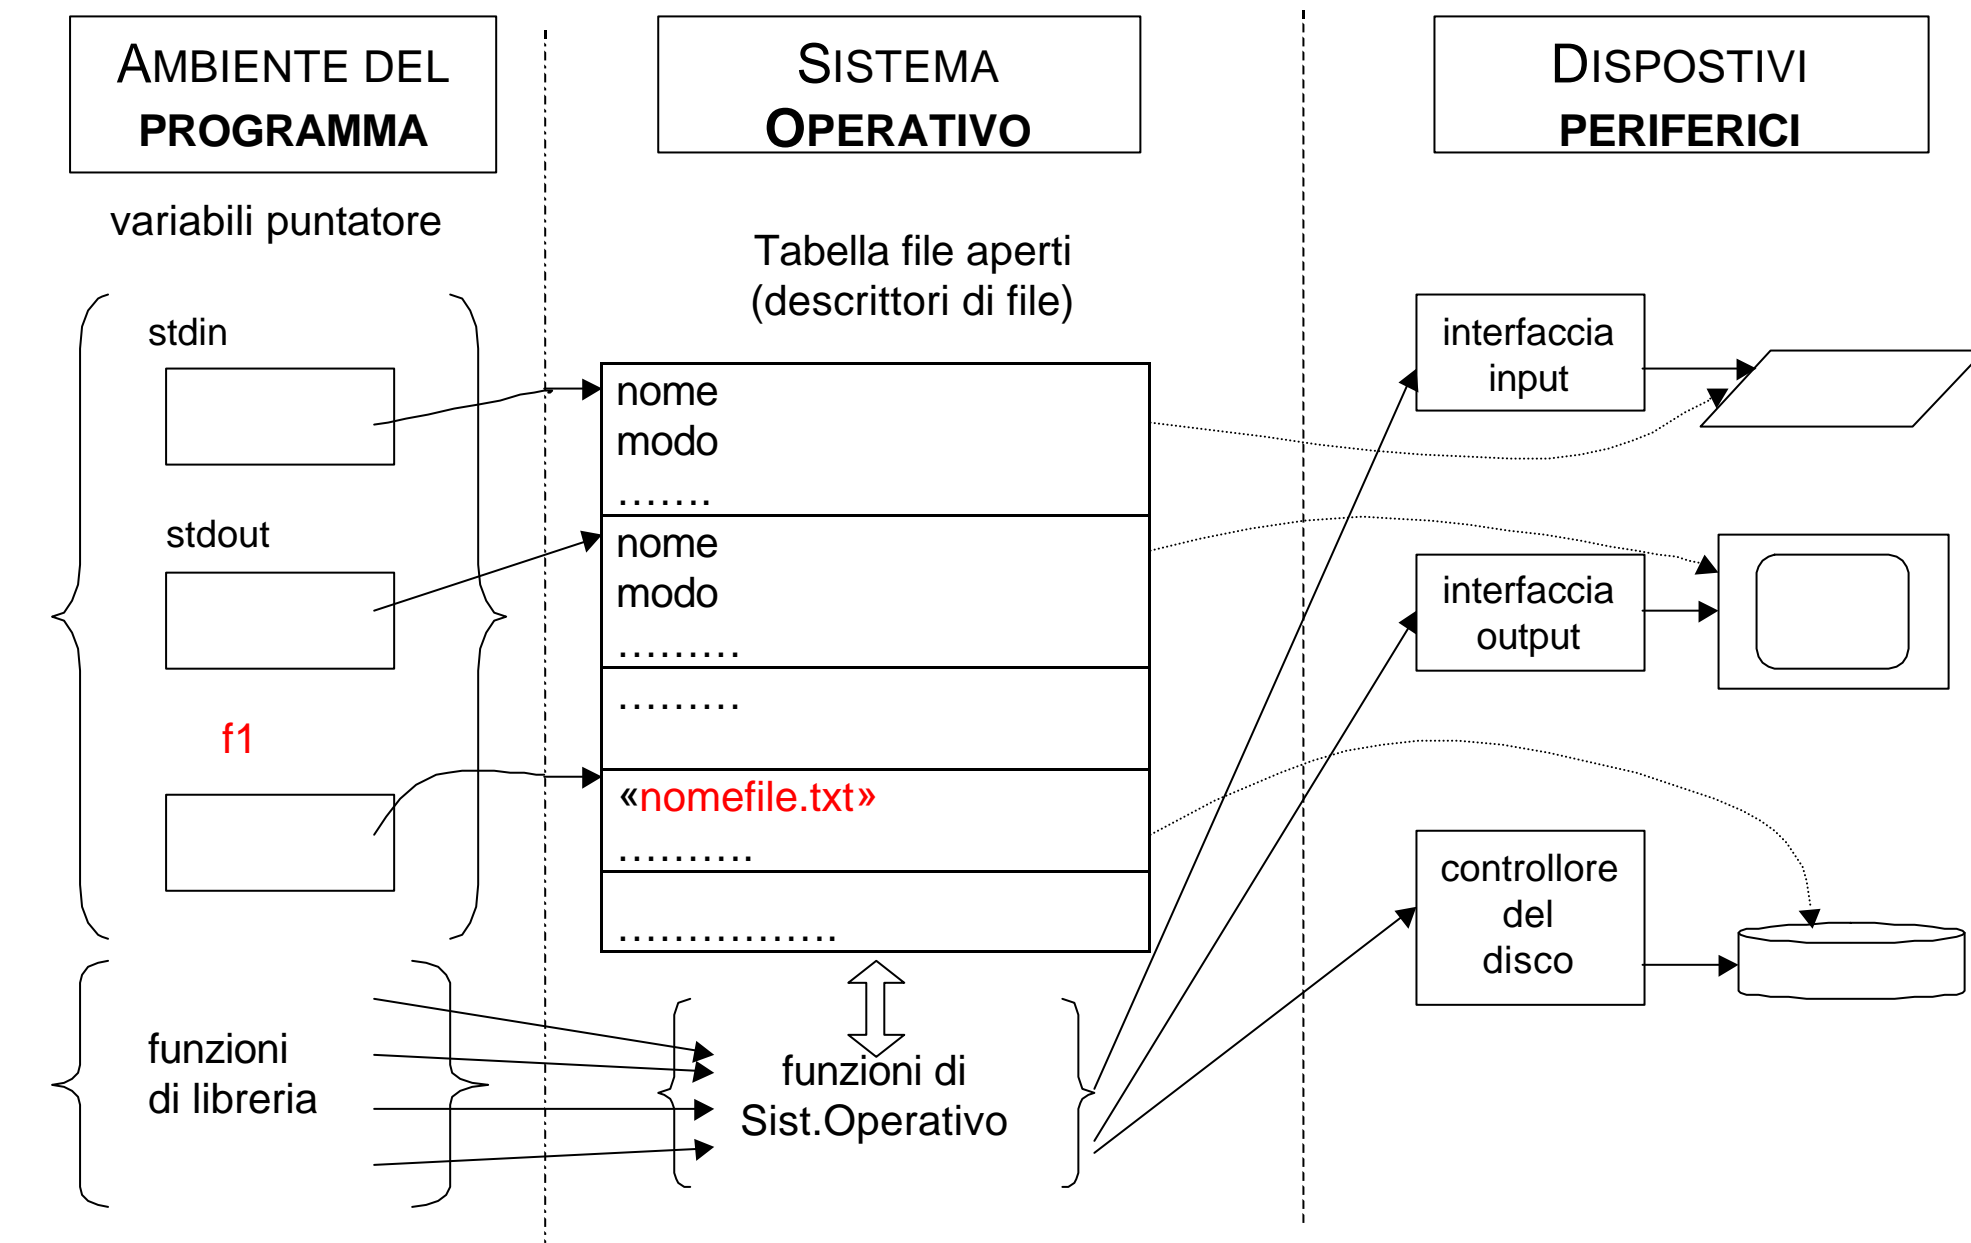 AMBIENTE DEL
PROGRAMMA
variabili puntatore
stdin
stdout
f1
funzioni
di libreria
SISTEMA
OPERATIVO
Tabella file aperti
(descrittori di file)
nome
modo
…….
nome
modo
………
………
«nomefile.txt»
……….
…………….
funzioni di
Sist.Operativo
DISPOSTIVI
PERIFERICI
interfaccia
input
interfaccia
output
controllore
del
disco